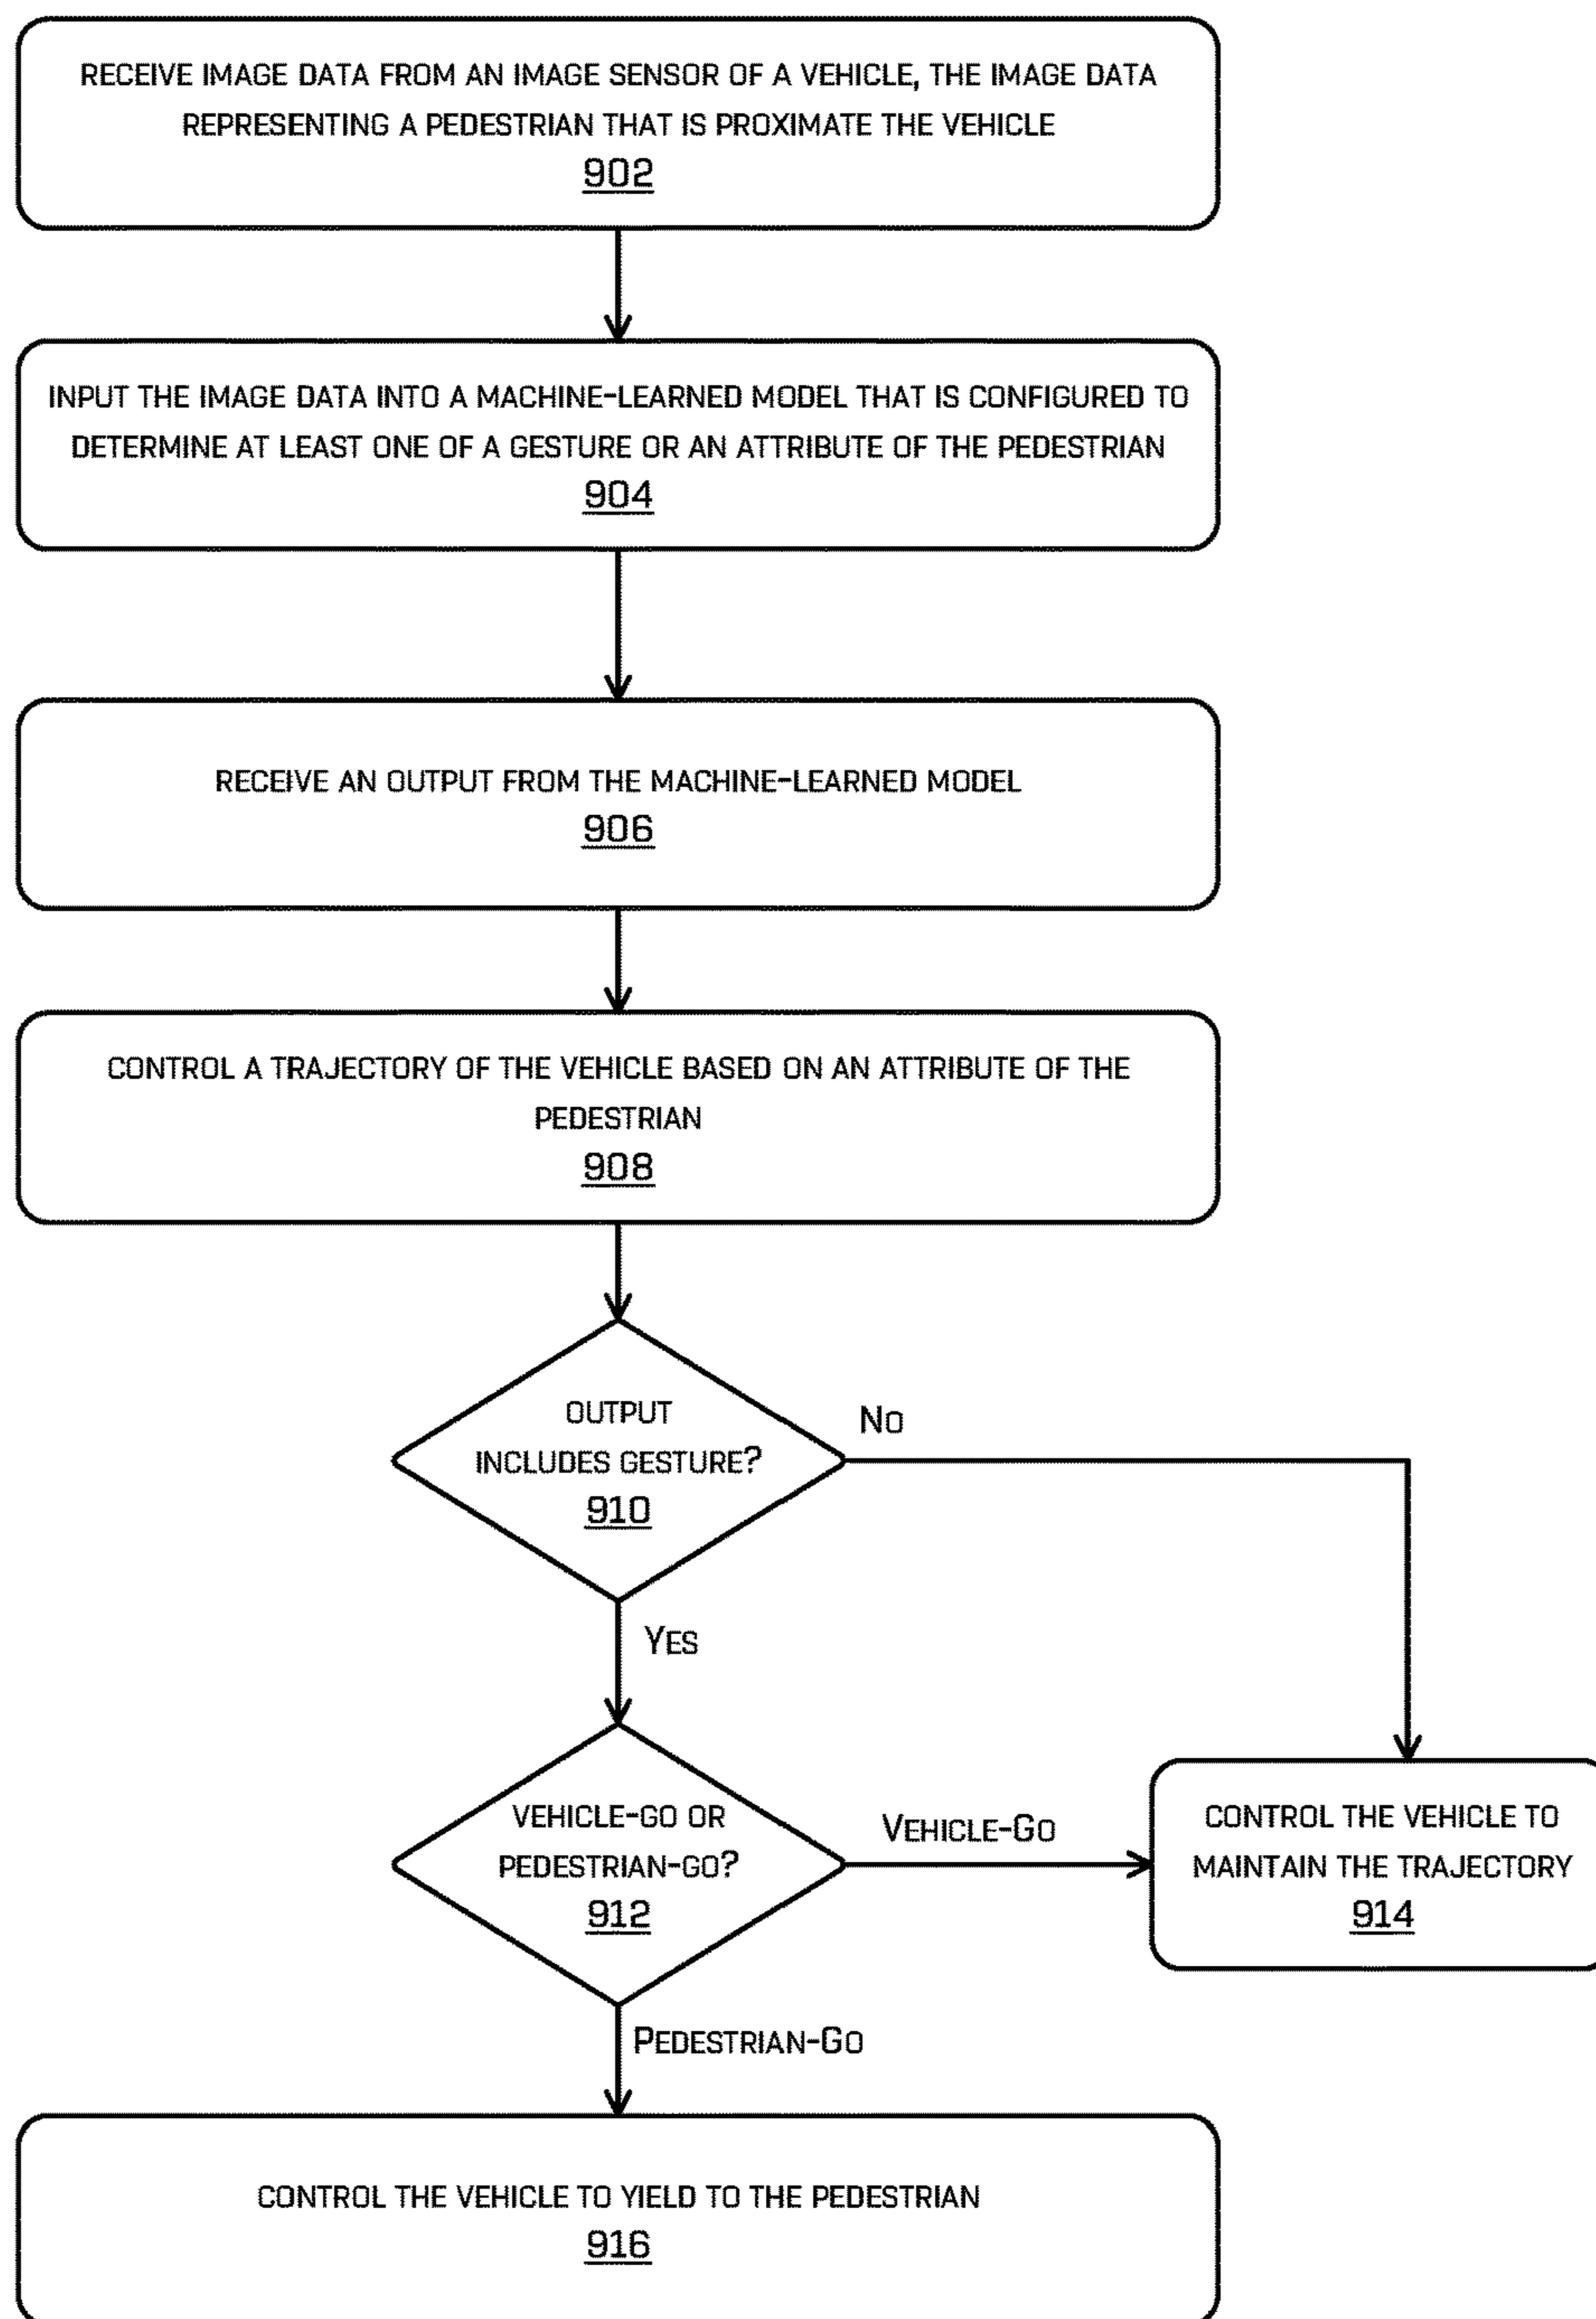 RECEIVE IMAGE DATA FROM AN IMAGE SENSOR OF A VEHICLE, THE IMAGE DATA
REPRESENTING A PEDESTRIAN THAT IS PROXIMATE THE VEHICLE
902
INPUT THE IMAGE DATA INTO A MACHINE-LEARNED MODEL THAT IS CONFIGURED TO
DETERMINE AT LEAST ONE OF A GESTURE OR AN ATTRIBUTE OF THE PEDESTRIAN
904
RECEIVE AN OUTPUT FROM THE MACHINE-LEARNED MODEL
906
CONTROL A TRAJECTORY OF THE VEHICLE BASED ON AN ATTRIBUTE OF THE
PEDESTRIAN
908
OUTPUT
INCLUDES GESTURE?
910
NO
YES
VEHICLE-GO OR
PEDESTRIAN-GO?
912
VEHICLE-GO
CONTROL THE VEHICLE TO
MAINTAIN THE TRAJECTORY
914
PEDESTRIAN-GO
CONTROL THE VEHICLE TO YIELD TO THE PEDESTRIAN
916